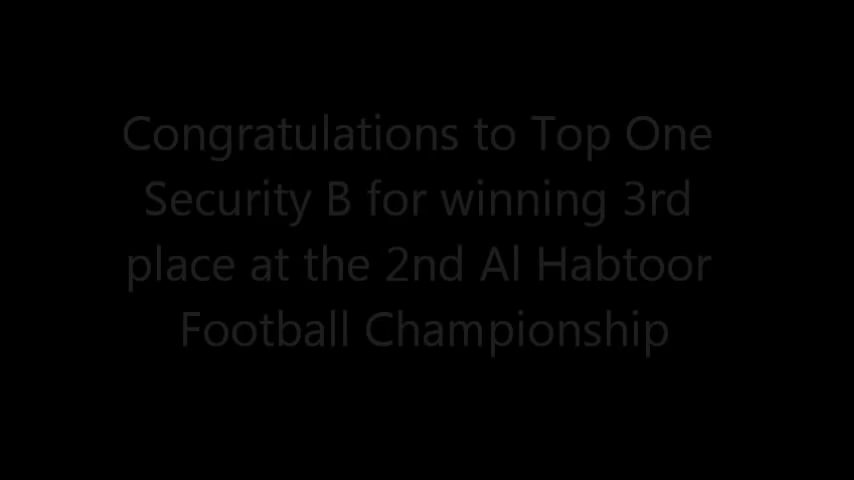 Congratulations to Top One
Security B for winning 3rd
place at the 2nd Al Habtoor
Football Championship